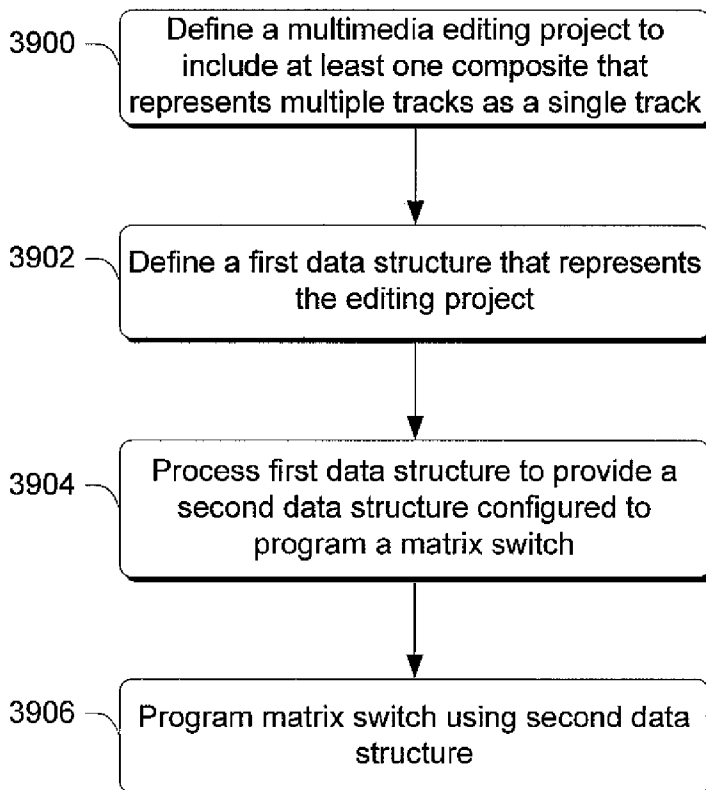 3900
Define a multimedia editing project to
include at least one composite that
represents multiple tracks as a single track
3902
Define a first data structure that represents
the editing project
3904
Process first data structure to provide a
second data structure configured to
program a matrix switch
3906
Program matrix switch using second data
structure